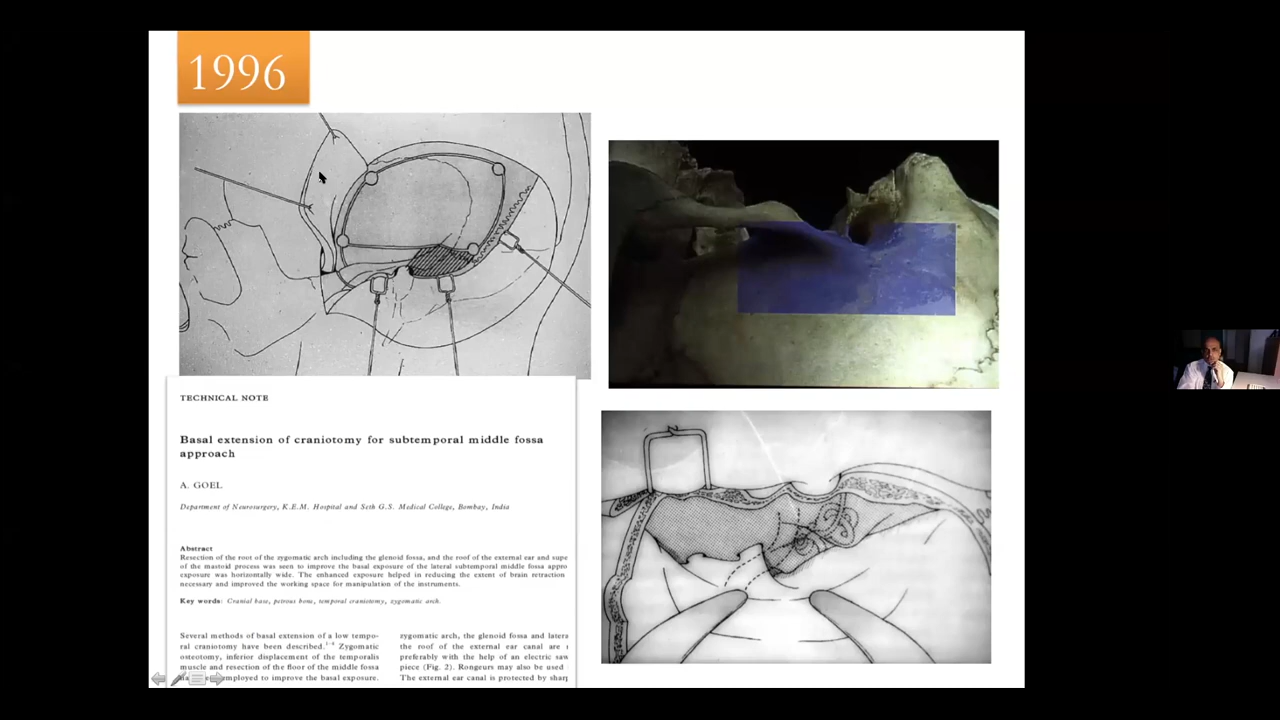 1996
TECHNICAL NOTE
Basal extension of craniotomy for subtemporal middle fossa
approach
A. GOEL
Department of Neurosurgery, K.E.M. Hospital and Seth G.S. Medical College, Bombay, India
Abstract
Resection of the root of the zygomatic arch including the glenoid fossa, and the roof of the external ear and supe
of the mastoid process was seen to improve the basal exposure of the lateral subtemporal middle fossa appro
exposure was horizontally wide. The enhanced exposure helped in reducing the extent of brain retraction
necessary and improved the working space for manipulation of the instruments.
Key words: Cranial base, petrous bone, temporal craniotomy, zygomatic arch.
Several methods of basal extension of a low tempo-
ral craniotomy have been described.1–4 Zygomatic
osteotomy, inferior displacement of the temporalis
muscle and resection of the floor of the middle fossa
employed to improve the basal exposure.
zygomatic arch, the glenoid fossa and latera
the roof of the external ear canal are
preferably with the help of an electric saw
piece (Fig. 2). Rongeurs may also be used
The external ear canal is protected by sharp